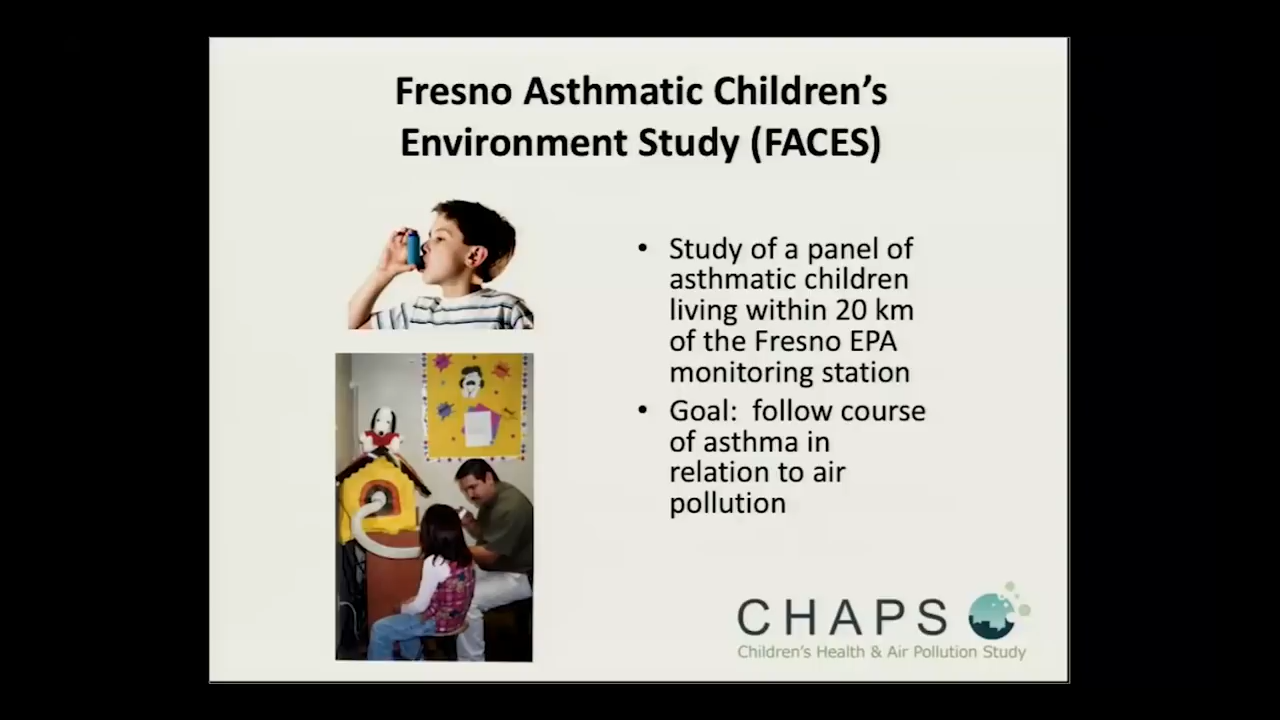 Fresno Asthmatic Children’s
Environment Study (FACES)
• Study of a panel of
asthmatic children
living within 20 km
of the Fresno EPA
monitoring station
• Goal:  follow course
of asthma in
relation to air
pollution
CHAPS
Children’s Health & Air Pollution Study